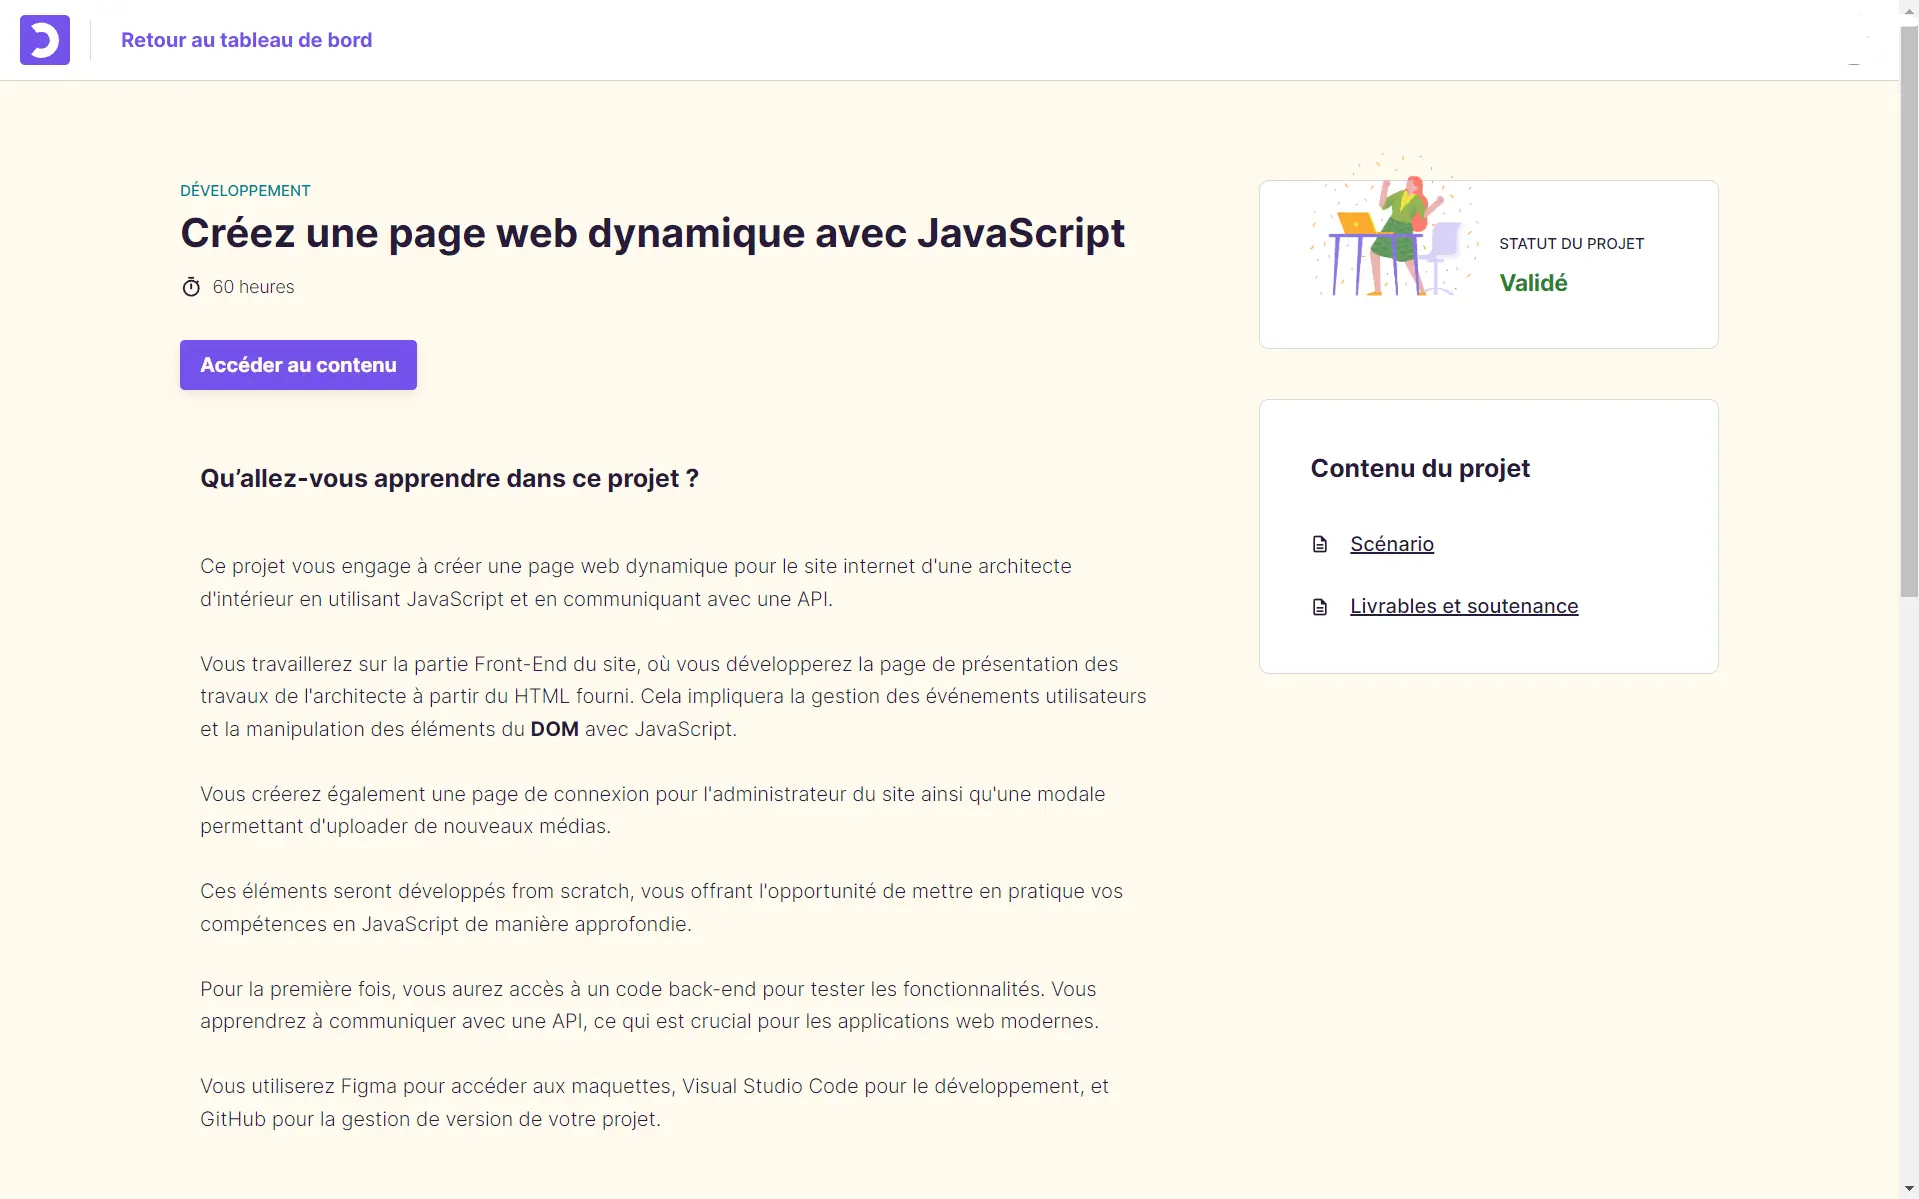 Retour au tableau de bord
DÉVELOPPEMENT
Créez une page web dynamique avec JavaScript
60 heures
Accéder au contenu
Qu’allez-vous apprendre dans ce projet ?
Ce projet vous engage à créer une page web dynamique pour le site internet d'une architecte
d'intérieur en utilisant JavaScript et en communiquant avec une API.
Vous travaillerez sur la partie Front-End du site, où vous développerez la page de présentation des
travaux de l'architecte à partir du HTML fourni. Cela impliquera la gestion des événements utilisateurs
et la manipulation des éléments du DOM avec JavaScript.
Vous créerez également une page de connexion pour l'administrateur du site ainsi qu'une modale
permettant d'uploader de nouveaux médias.
Ces éléments seront développés from scratch, vous offrant l'opportunité de mettre en pratique vos
compétences en JavaScript de manière approfondie.
Pour la première fois, vous aurez accès à un code back-end pour tester les fonctionnalités. Vous
apprendrez à communiquer avec une API, ce qui est crucial pour les applications web modernes.
Vous utiliserez Figma pour accéder aux maquettes, Visual Studio Code pour le développement, et
GitHub pour la gestion de version de votre projet.
STATUT DU PROJET
Validé
Contenu du projet
Scénario
Livrables et soutenance